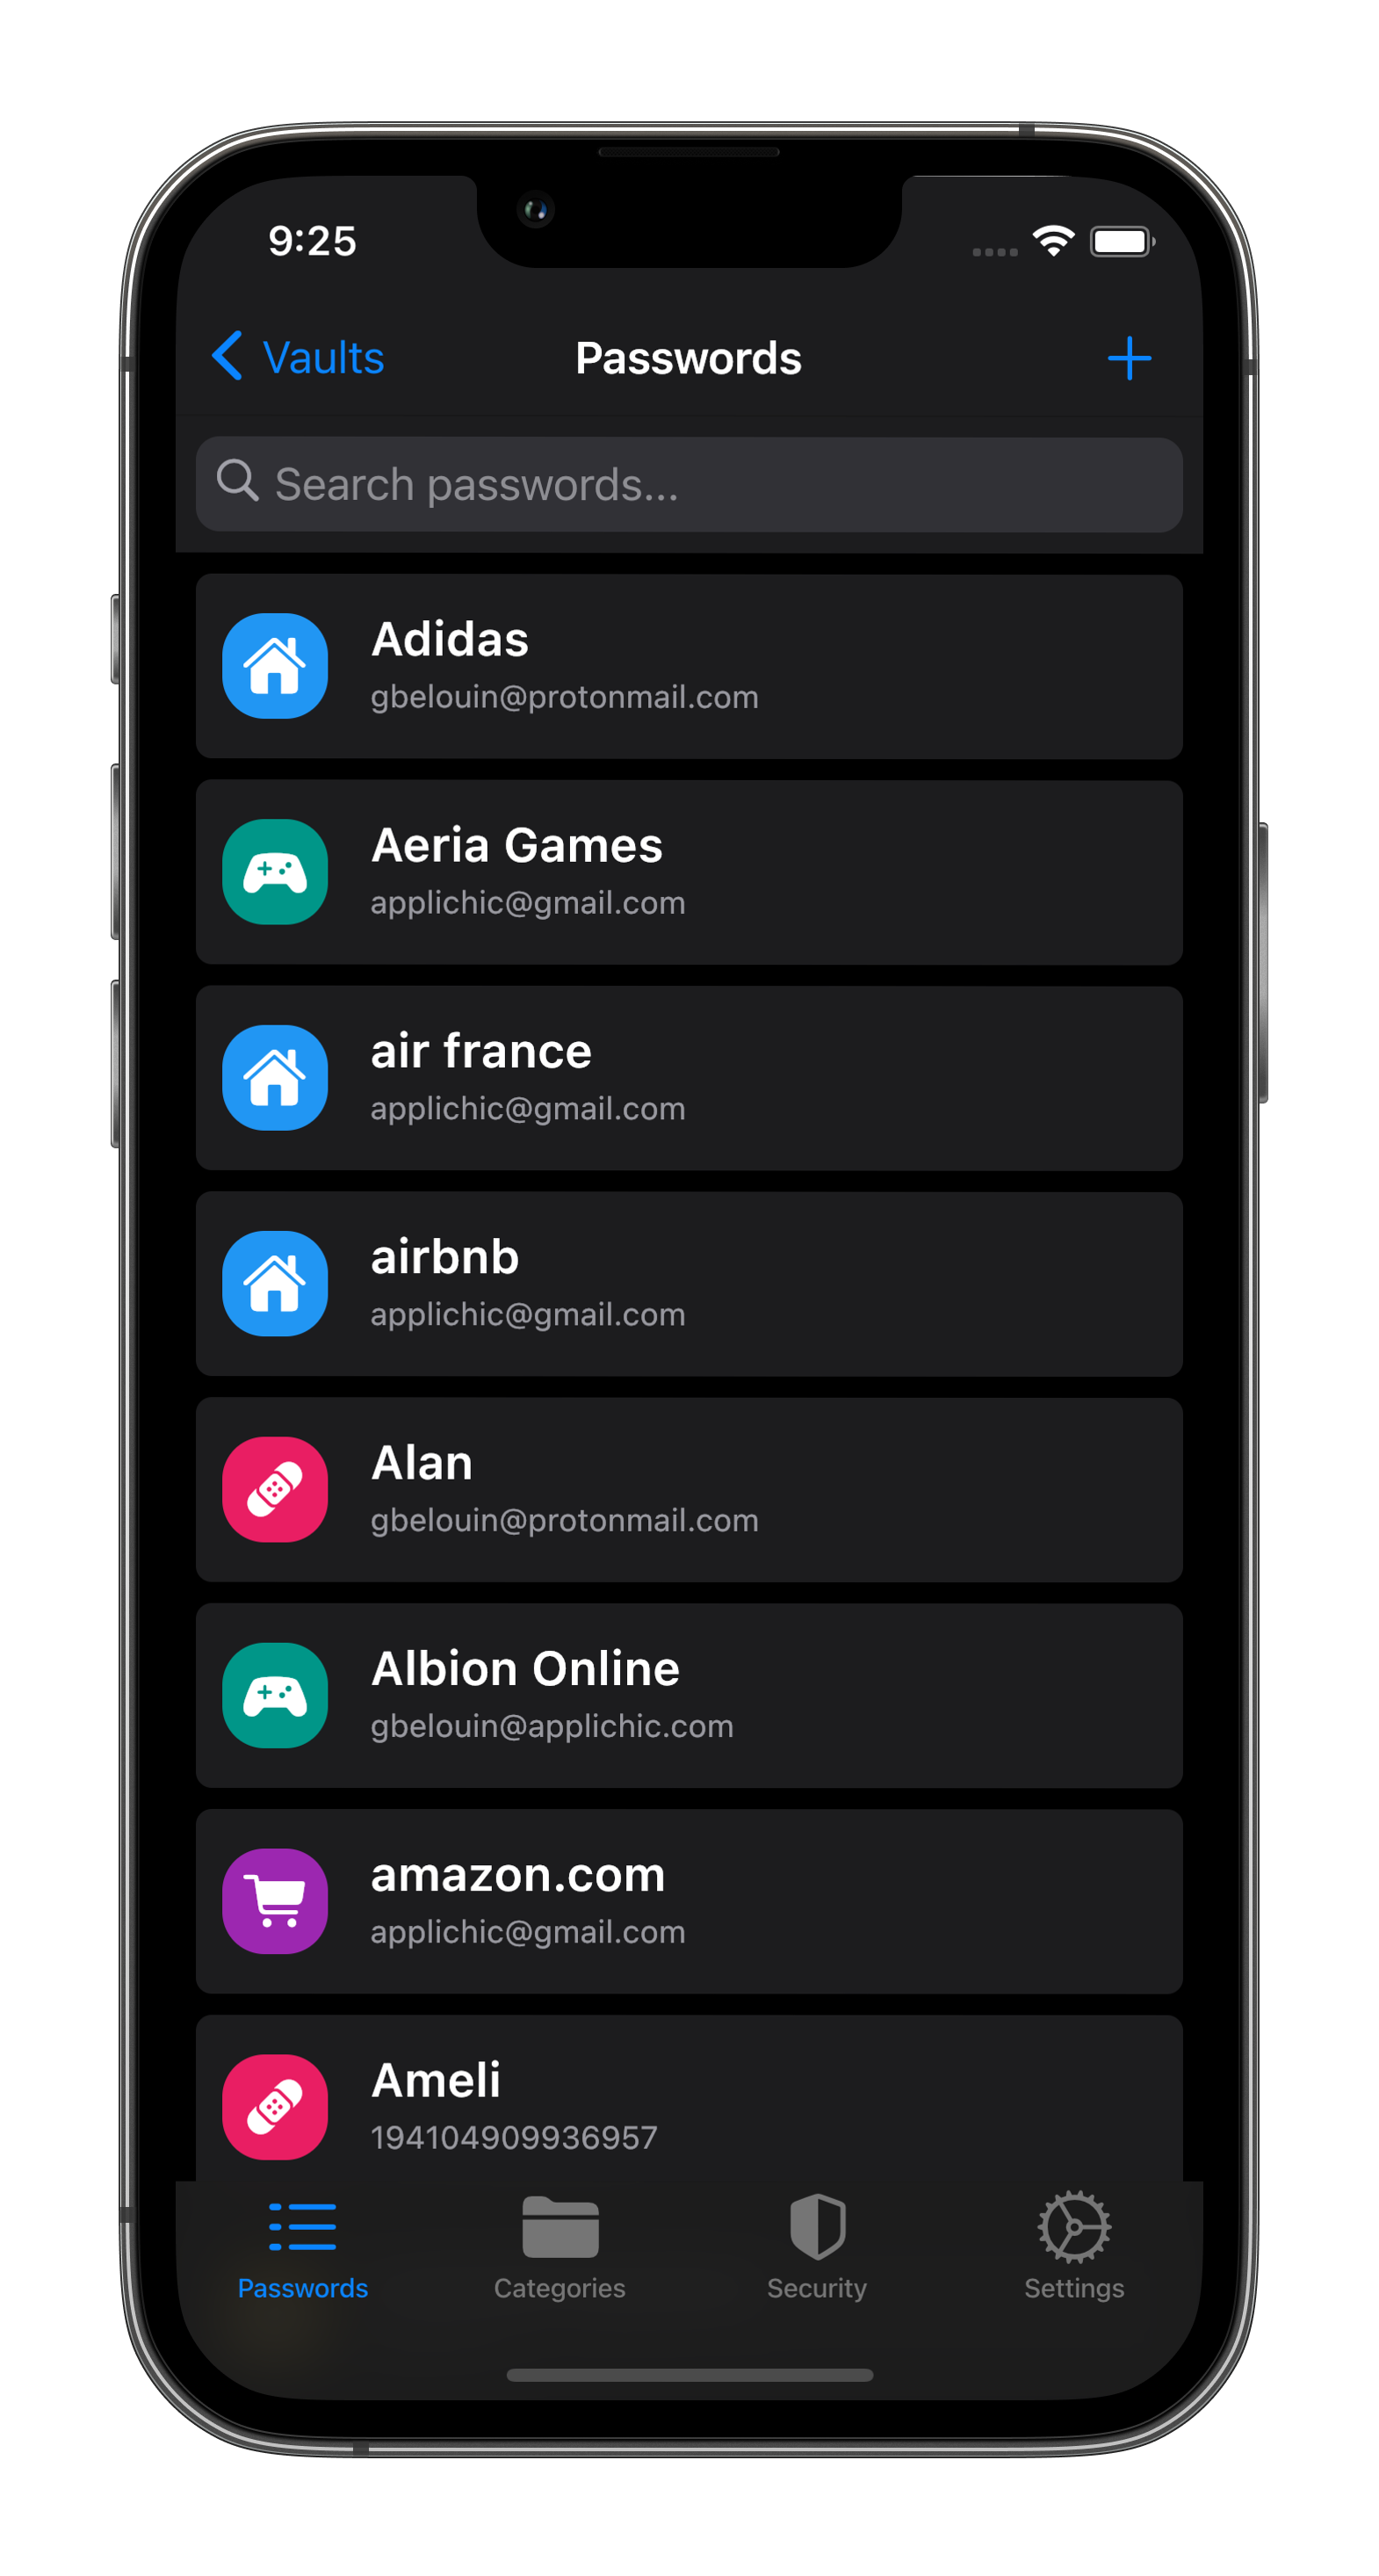 9:25
Vaults
Passwords
Search passwords...
Adidas
gbelouin@protonmail.com
Aeria Games
applichic@gmail.com
air france
applichic@gmail.com
airbnb
applichic@gmail.com
Alan
gbelouin@protonmail.com
Albion Online
gbelouin@applichic.com
amazon.com
applichic@gmail.com
Ameli
194104909936957
Passwords
Categories
Security
Settings